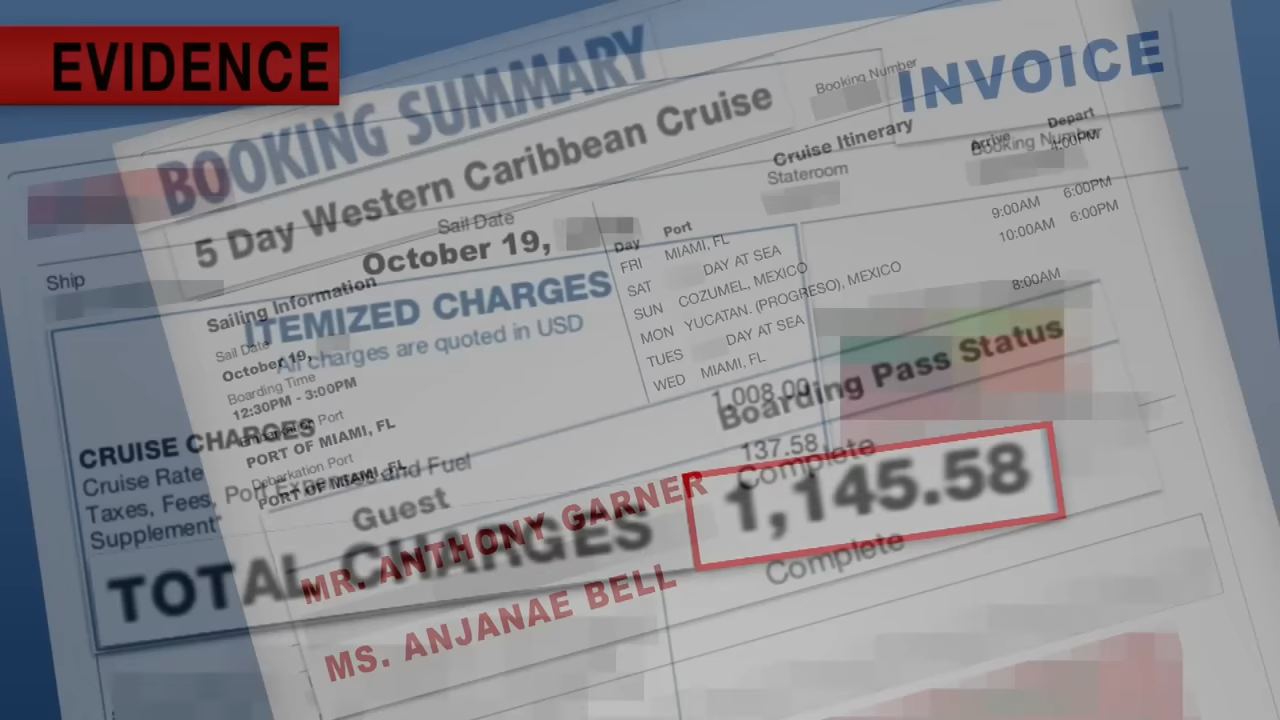 EVIDENCE
BOOKING SUMMARY
INVOICE
5 Day Western Caribbean Cruise
Booking Number
Booking Number
Sail Date
October 19,
Stateroom
Ship
Cruise Itinerary
Arrive
Depart
Day
Port
FRI MIAMI, FL 4:00PM
SAT DAY AT SEA
SUN COZUMEL, MEXICO 9:00AM 6:00PM
MON YUCATAN. (PROGRESO), MEXICO 10:00AM 6:00PM
TUES DAY AT SEA
WED MIAMI, FL 8:00AM
Sailing Information
Sail Date
October 19,
Boarding Time
12:30PM - 3:00PM
Embarkation Port
PORT OF MIAMI, FL
Debarkation Port
PORT OF MIAMI, FL
ITEMIZED CHARGES
All charges are quoted in USD
CRUISE CHARGES
Cruise Rate 1,008.00
Taxes, Fees, Port Expenses and Fuel 137.58
Supplement*
TOTAL CHARGES 1,145.58
Guest
Boarding Pass Status
MR. ANTHONY GARNER Complete
MS. ANJANAE BELL Complete